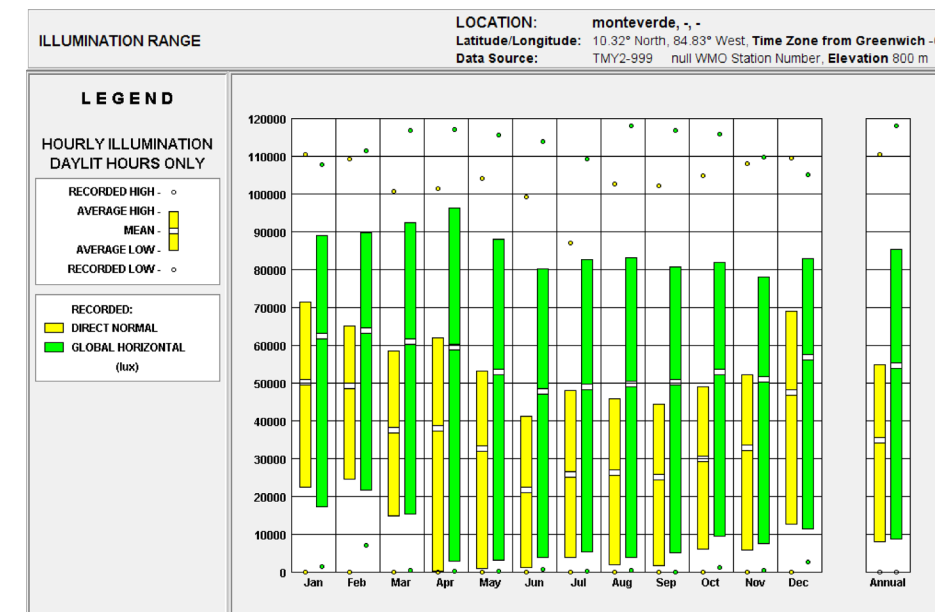 ILLUMINATION RANGE
LOCATION: monteverde, -, -
Latitude/Longitude: 10.32° North, 84.83° West, Time Zone from Greenwich -
Data Source: TMY2-999 null WMO Station Number, Elevation 800 m
LEGEND
HOURLY ILLUMINATION
DAYLIT HOURS ONLY
RECORDED HIGH -
AVERAGE HIGH -
MEAN -
AVERAGE LOW -
RECORDED LOW -
RECORDED:
DIRECT NORMAL
GLOBAL HORIZONTAL
(lux)
120000
110000
100000
90000
80000
70000
60000
50000
40000
30000
20000
10000
0
Jan Feb Mar Apr May Jun Jul Aug Sep Oct Nov Dec Annual